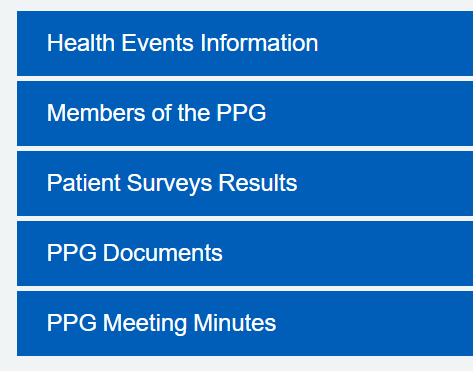 Health Events Information
Members of the PPG
Patient Surveys Results
PPG Documents
PPG Meeting Minutes